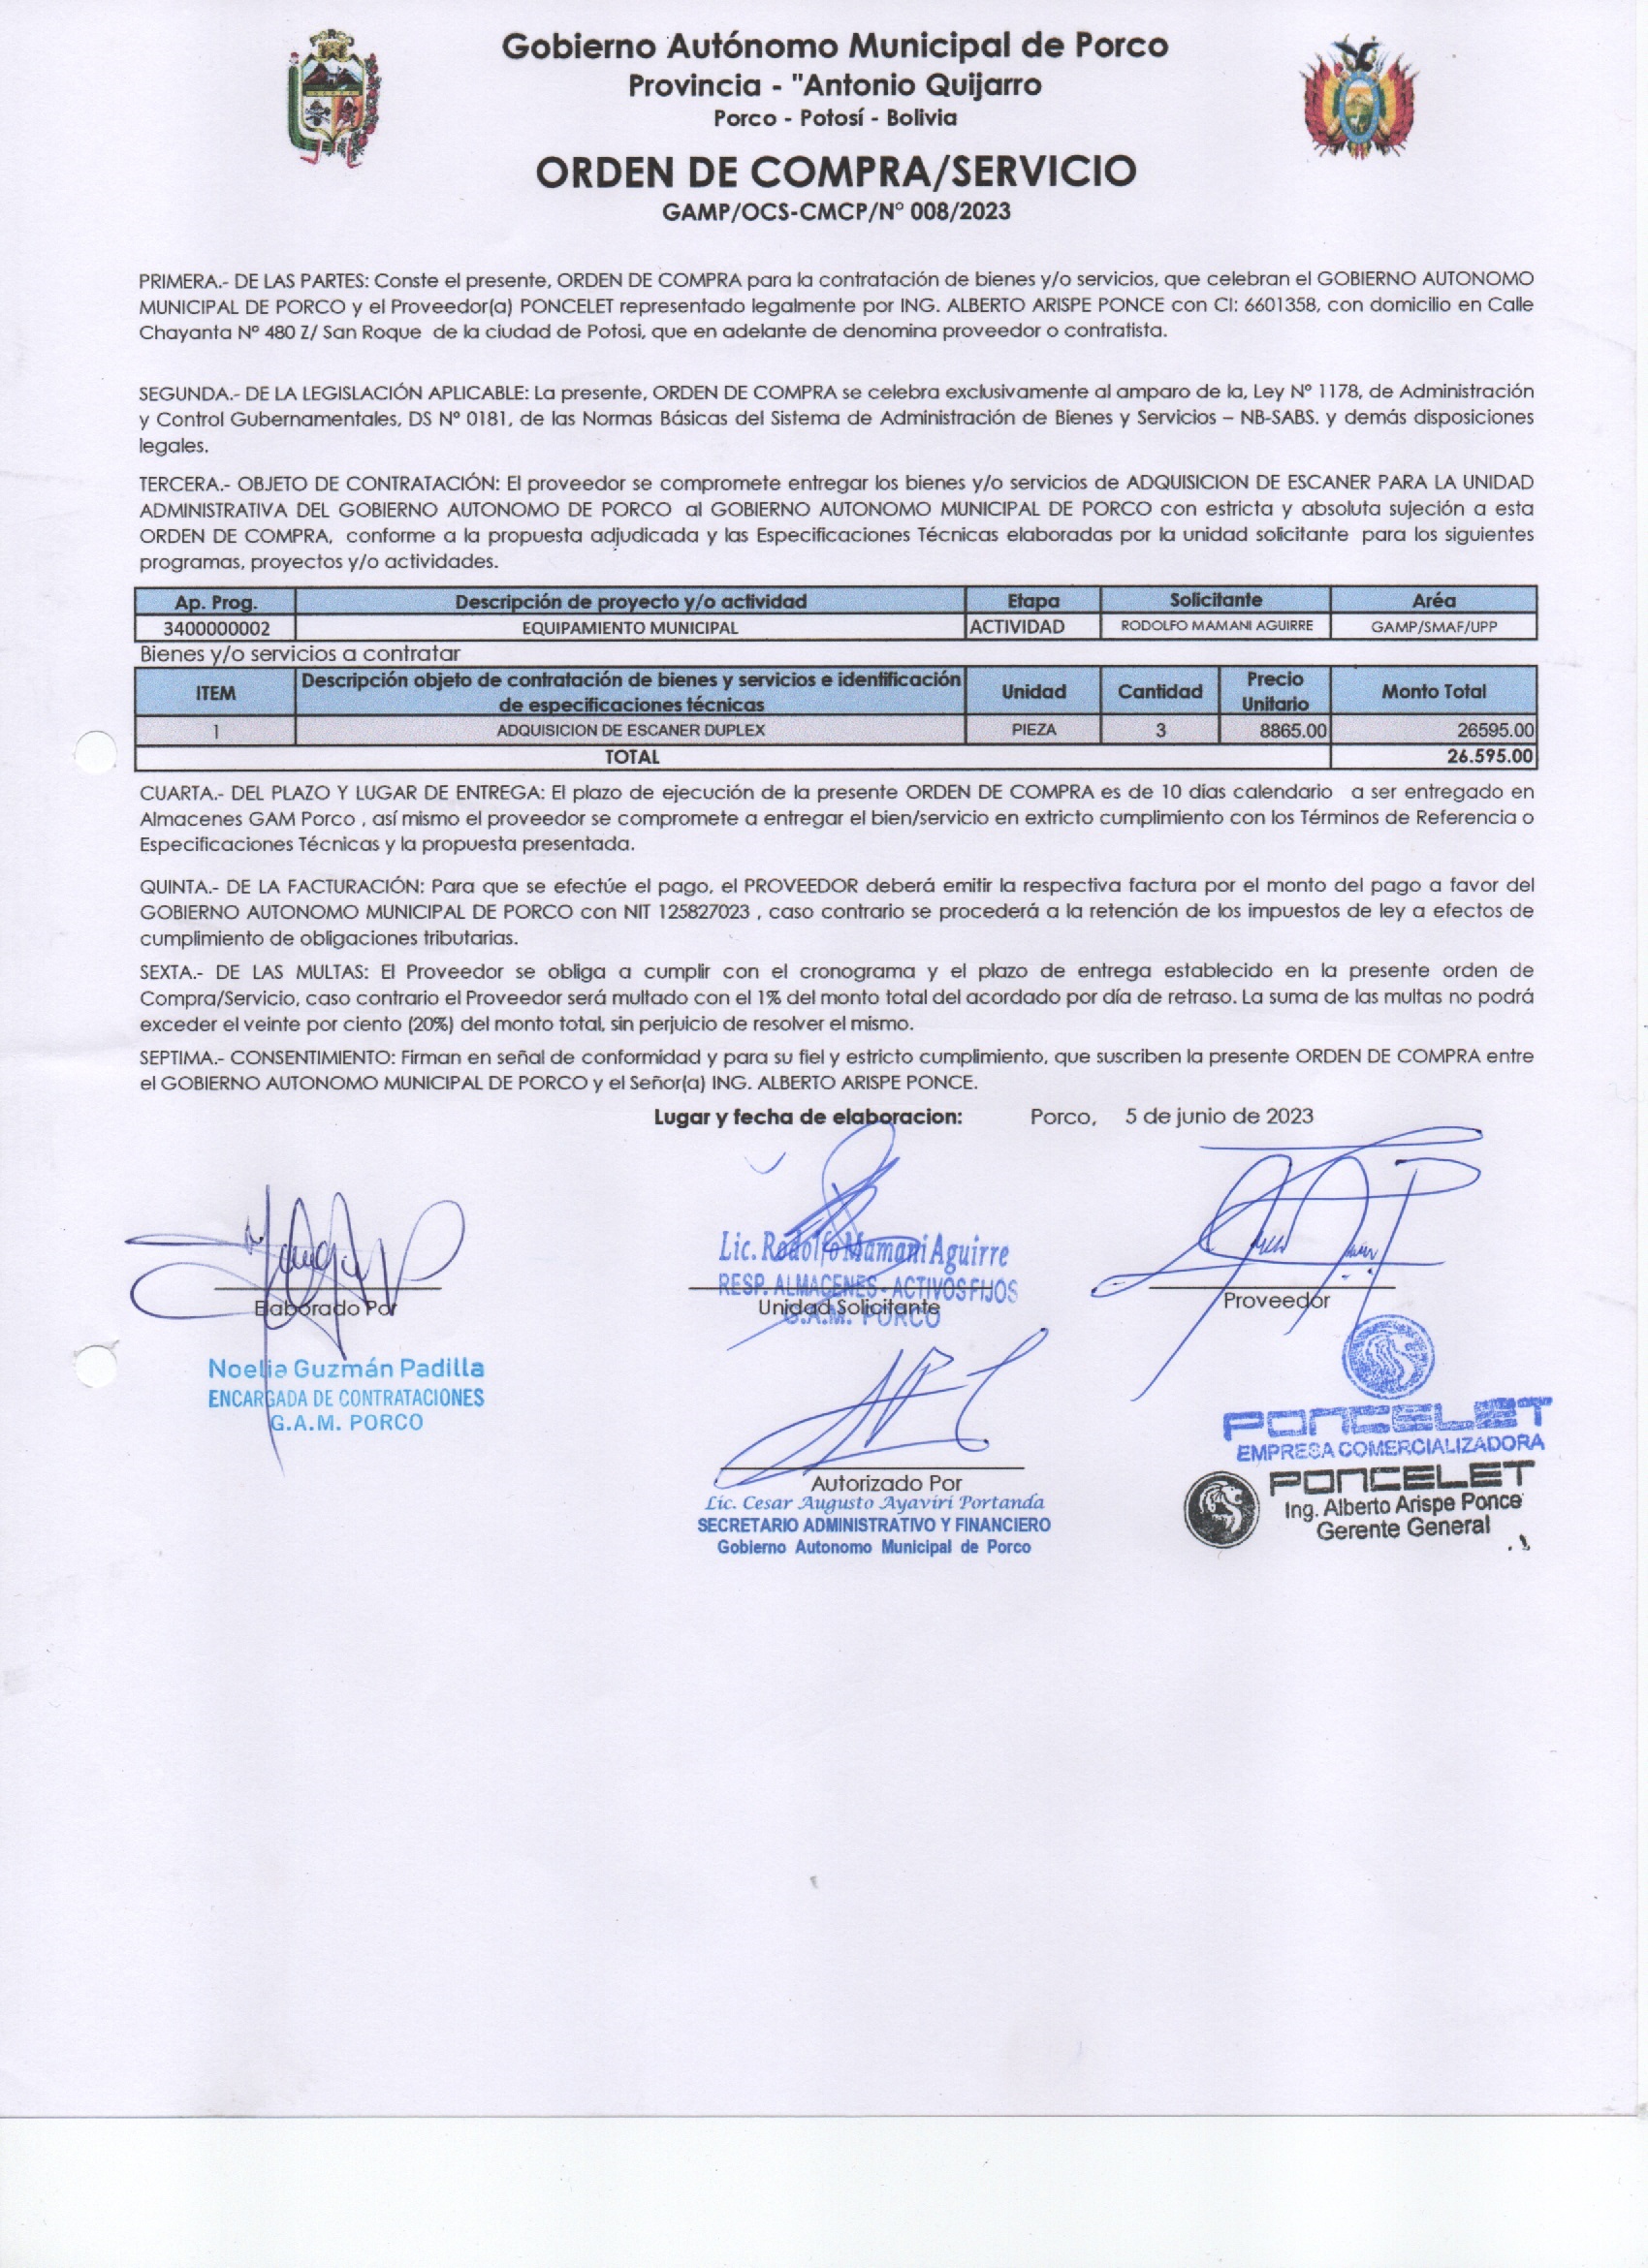 Gobierno Autónomo Municipal de Porco
Provincia - "Antonio Quijarro
Porco - Potosí - Bolivia
ORDEN DE COMPRA/SERVICIO
GAMP/OCS-CMCP/N° 008/2023
PRIMERA.- DE LAS PARTES: Conste el presente, ORDEN DE COMPRA para la contratación de bienes y/o servicios, que celebran el GOBIERNO AUTONOMO
MUNICIPAL DE PORCO y el Proveedor(a) PONCELET representado legalmente por ING. ALBERTO ARISPE PONCE con CI: 6601358, con domicilio en Calle
Chayanta Nº 480 Z/ San Roque de la ciudad de Potosi, que en adelante de denomina proveedor o contratista.
SEGUNDA.- DE LA LEGISLACIÓN APLICABLE: La presente, ORDEN DE COMPRA se celebra exclusivamente al amparo de la, Ley Nº 1178, de Administración
y Control Gubernamentales, DS Nº 0181, de las Normas Básicas del Sistema de Administración de Bienes y Servicios – NB-SABS. y demás disposiciones
legales.
TERCERA.- OBJETO DE CONTRATACIÓN: El proveedor se compromete entregar los bienes y/o servicios de ADQUISICION DE ESCANER PARA LA UNIDAD
ADMINISTRATIVA DEL GOBIERNO AUTONOMO DE PORCO al GOBIERNO AUTONOMO MUNICIPAL DE PORCO con estricta y absoluta sujeción a esta
ORDEN DE COMPRA, conforme a la propuesta adjudicada y las Especificaciones Técnicas elaboradas por la unidad solicitante para los siguientes
programas, proyectos y/o actividades.
Ap. Prog. Descripción de proyecto y/o actividad Etapa Solicitante Aréa
3400000002 EQUIPAMIENTO MUNICIPAL ACTIVIDAD RODOLFO MAMANI AGUIRRE GAMP/SMAF/UPP
Bienes y/o servicios a contratar
ITEM Descripción objeto de contratación de bienes y servicios e identificación de especificaciones técnicas Unidad Cantidad Precio Unitario Monto Total
1 ADQUISICION DE ESCANER DUPLEX PIEZA 3 8865.00 26595.00
TOTAL 26.595.00
CUARTA.- DEL PLAZO Y LUGAR DE ENTREGA: El plazo de ejecución de la presente ORDEN DE COMPRA es de 10 días calendario a ser entregado en
Almacenes GAM Porco , así mismo el proveedor se compromete a entregar el bien/servicio en extricto cumplimiento con los Términos de Referencia o
Especificaciones Técnicas y la propuesta presentada.
QUINTA.- DE LA FACTURACIÓN: Para que se efectúe el pago, el PROVEEDOR deberá emitir la respectiva factura por el monto del pago a favor del
GOBIERNO AUTONOMO MUNICIPAL DE PORCO con NIT 125827023 , caso contrario se procederá a la retención de los impuestos de ley a efectos de
cumplimiento de obligaciones tributarias.
SEXTA.- DE LAS MULTAS: El Proveedor se obliga a cumplir con el cronograma y el plazo de entrega establecido en la presente orden de
Compra/Servicio, caso contrario el Proveedor será multado con el 1% del monto total del acordado por día de retraso. La suma de las multas no podrá
exceder el veinte por ciento (20%) del monto total, sin perjuicio de resolver el mismo.
SEPTIMA.- CONSENTIMIENTO: Firman en señal de conformidad y para su fiel y estricto cumplimiento, que suscriben la presente ORDEN DE COMPRA entre
el GOBIERNO AUTONOMO MUNICIPAL DE PORCO y el Señor(a) ING. ALBERTO ARISPE PONCE.
Lugar y fecha de elaboracion: Porco, 5 de junio de 2023
Elaborado Por
Noelia Guzmán Padilla
ENCARGADA DE CONTRATACIONES
G.A.M. PORCO
Lic. Rodolfo Mamani Aguirre
RESP. ALMACENES - ACTIVOS FIJOS
Unidad Solicitante
G.A.M. PORCO
Proveedor
PONCELET
EMPRESA COMERCIALIZADORA
PONCELET
Ing. Alberto Arispe Ponce
Gerente General
Autorizado Por
Lic. Cesar Augusto Ayaviri Portanda
SECRETARIO ADMINISTRATIVO Y FINANCIERO
Gobierno Autonomo Municipal de Porco